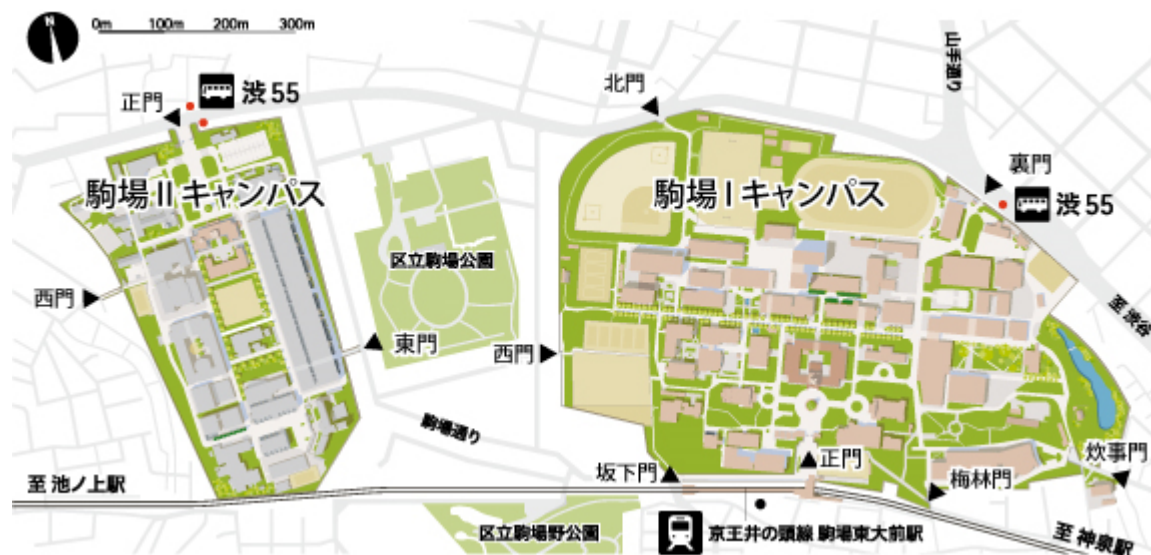 N
0m 100m 200m 300m
山手通り
北門
渋55
正門
裏門
駒場Ⅱキャンパス
駒場Ⅰキャンパス
渋55
区立駒場公園
西門
至 渋谷
東門
西門
駒場通り
炊事門
正門
坂下門
梅林門
至 池ノ上駅
区立駒場野公園
京王井の頭線 駒場東大前駅
至 神泉駅